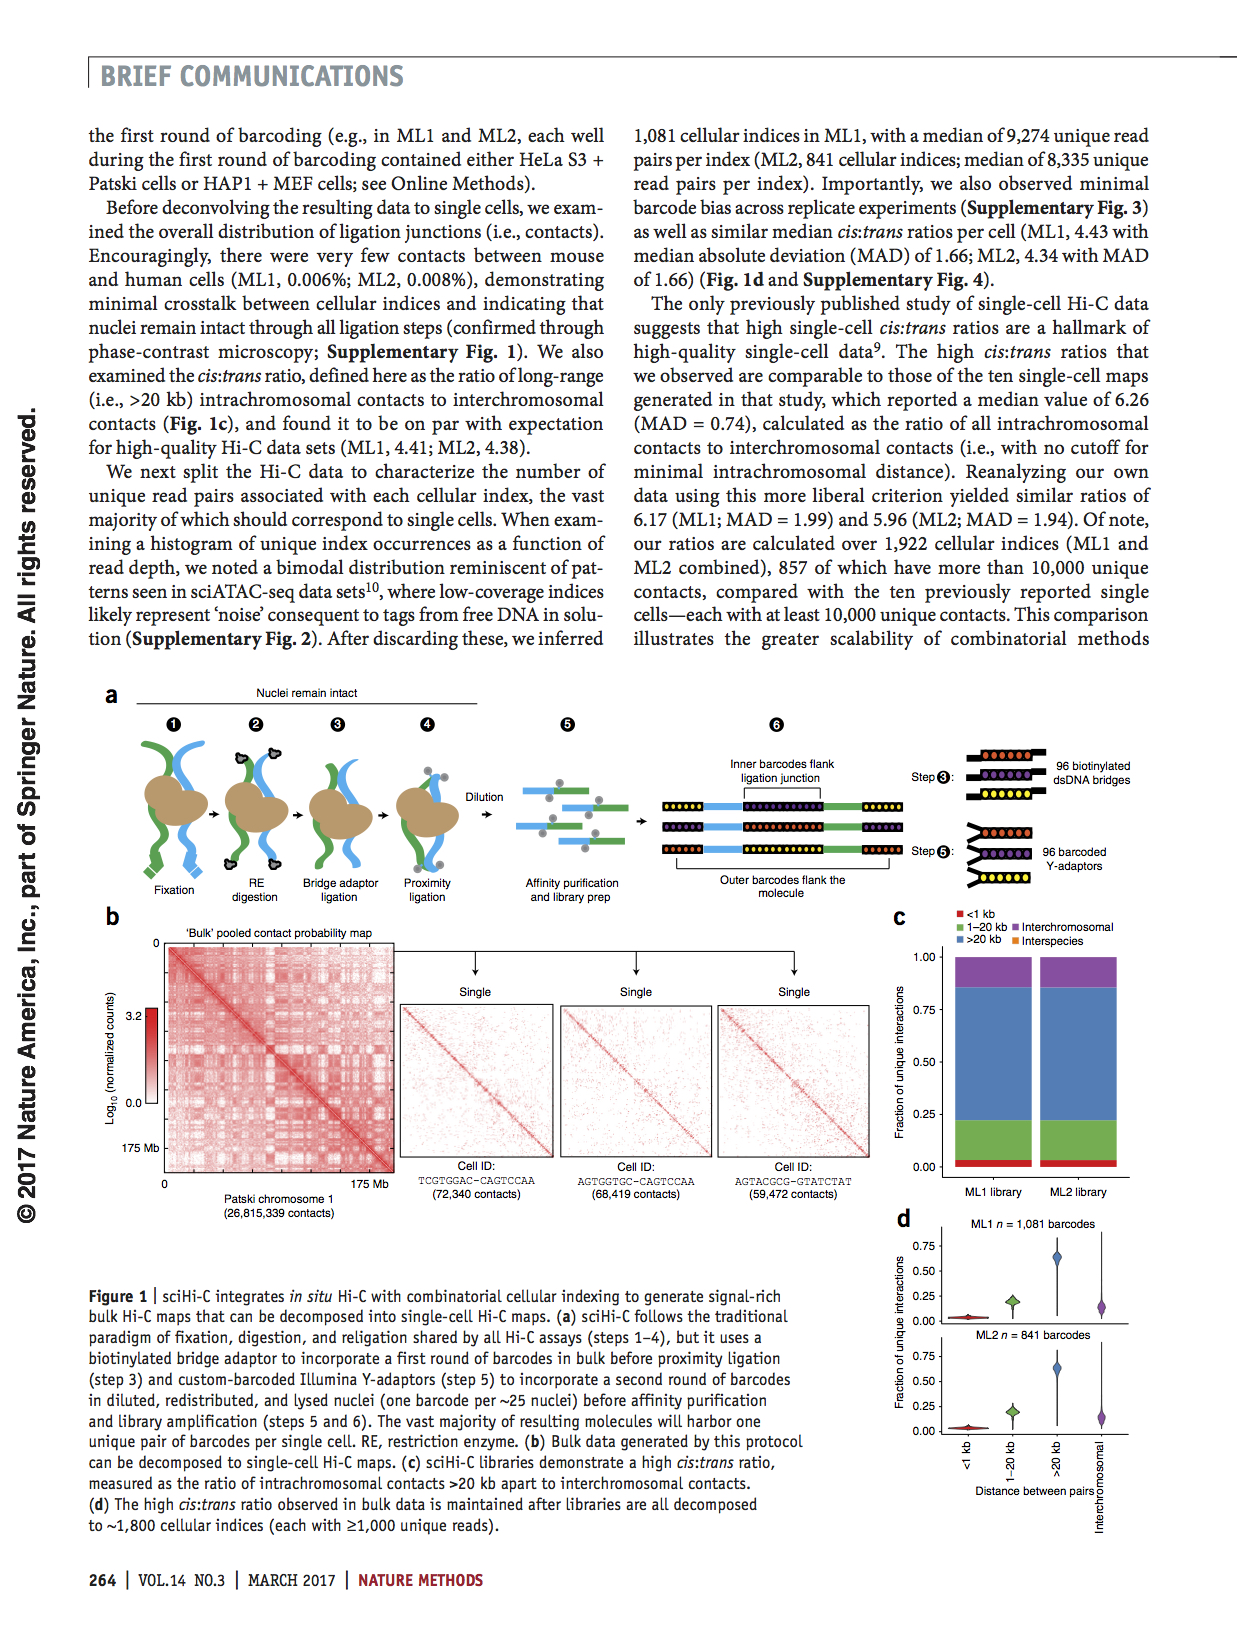 BRIEF COMMUNICATIONS
the first round of barcoding (e.g., in ML1 and ML2, each well
during the first round of barcoding contained either HeLa S3 +
Patski cells or HAP1 + MEF cells; see Online Methods).
Before deconvolving the resulting data to single cells, we exam-
ined the overall distribution of ligation junctions (i.e., contacts).
Encouragingly, there were very few contacts between mouse
and human cells (ML1, 0.006%; ML2, 0.008%), demonstrating
minimal crosstalk between cellular indices and indicating that
nuclei remain intact through all ligation steps (confirmed through
phase-contrast microscopy; Supplementary Fig. 1). We also
examined the cis:trans ratio, defined here as the ratio of long-range
(i.e., >20 kb) intrachromosomal contacts to interchromosomal
contacts (Fig. 1c), and found it to be on par with expectation
for high-quality Hi-C data sets (ML1, 4.41; ML2, 4.38).
We next split the Hi-C data to characterize the number of
unique read pairs associated with each cellular index, the vast
majority of which should correspond to single cells. When exam-
ining a histogram of unique index occurrences as a function of
read depth, we noted a bimodal distribution reminiscent of pat-
terns seen in sciATAC-seq data sets¹⁰, where low-coverage indices
likely represent ‘noise’ consequent to tags from free DNA in solu-
tion (Supplementary Fig. 2). After discarding these, we inferred
1,081 cellular indices in ML1, with a median of 9,274 unique read
pairs per index (ML2, 841 cellular indices; median of 8,335 unique
read pairs per index). Importantly, we also observed minimal
barcode bias across replicate experiments (Supplementary Fig. 3)
as well as similar median cis:trans ratios per cell (ML1, 4.43 with
median absolute deviation (MAD) of 1.66; ML2, 4.34 with MAD
of 1.66) (Fig. 1d and Supplementary Fig. 4).
The only previously published study of single-cell Hi-C data
suggests that high single-cell cis:trans ratios are a hallmark of
high-quality single-cell data⁹. The high cis:trans ratios that
we observed are comparable to those of the ten single-cell maps
generated in that study, which reported a median value of 6.26
(MAD = 0.74), calculated as the ratio of all intrachromosomal
contacts to interchromosomal contacts (i.e., with no cutoff for
minimal intrachromosomal distance). Reanalyzing our own
data using this more liberal criterion yielded similar ratios of
6.17 (ML1; MAD = 1.99) and 5.96 (ML2; MAD = 1.94). Of note,
our ratios are calculated over 1,922 cellular indices (ML1 and
ML2 combined), 857 of which have more than 10,000 unique
contacts, compared with the ten previously reported single
cells—each with at least 10,000 unique contacts. This comparison
illustrates the greater scalability of combinatorial methods
© 2017 Nature America, Inc., part of Springer Nature. All rights reserved.
a
Nuclei remain intact
1 2 3 4 5 6
Fixation
RE
digestion
Bridge adaptor
ligation
Proximity
ligation
Dilution
Affinity purification
and library prep
Inner barcodes flank
ligation junction
Outer barcodes flank the
molecule
Step 3:
96 biotinylated
dsDNA bridges
Step 5:
96 barcoded
Y-adaptors
b
‘Bulk’ pooled contact probability map
0
Log₁₀ (normalized counts)
3.2
0.0
175 Mb
0 175 Mb
Patski chromosome 1
(26,815,339 contacts)
Single
Cell ID:
TCGTGGAC-CAGTCCAA
(72,340 contacts)
Single
Cell ID:
AGTGGTGC-CAGTCCAA
(68,419 contacts)
Single
Cell ID:
AGTACGCG-GTATCTAT
(59,472 contacts)
c
<1 kb
1–20 kb Interchromosomal
>20 kb Interspecies
Fraction of unique interactions
1.00
0.75
0.50
0.25
0.00
ML1 library ML2 library
d
ML1 n = 1,081 barcodes
Fraction of unique interactions
0.75
0.50
0.25
0.00
ML2 n = 841 barcodes
0.75
0.50
0.25
0.00
<1 kb
1–20 kb
>20 kb
Interchromosomal
Distance between pairs
Figure 1 | sciHi-C integrates in situ Hi-C with combinatorial cellular indexing to generate signal-rich
bulk Hi-C maps that can be decomposed into single-cell Hi-C maps. (a) sciHi-C follows the traditional
paradigm of fixation, digestion, and religation shared by all Hi-C assays (steps 1–4), but it uses a
biotinylated bridge adaptor to incorporate a first round of barcodes in bulk before proximity ligation
(step 3) and custom-barcoded Illumina Y-adaptors (step 5) to incorporate a second round of barcodes
in diluted, redistributed, and lysed nuclei (one barcode per ~25 nuclei) before affinity purification
and library amplification (steps 5 and 6). The vast majority of resulting molecules will harbor one
unique pair of barcodes per single cell. RE, restriction enzyme. (b) Bulk data generated by this protocol
can be decomposed to single-cell Hi-C maps. (c) sciHi-C libraries demonstrate a high cis:trans ratio,
measured as the ratio of intrachromosomal contacts >20 kb apart to interchromosomal contacts.
(d) The high cis:trans ratio observed in bulk data is maintained after libraries are all decomposed
to ~1,800 cellular indices (each with ≥1,000 unique reads).
264 | VOL.14 NO.3 | MARCH 2017 | NATURE METHODS